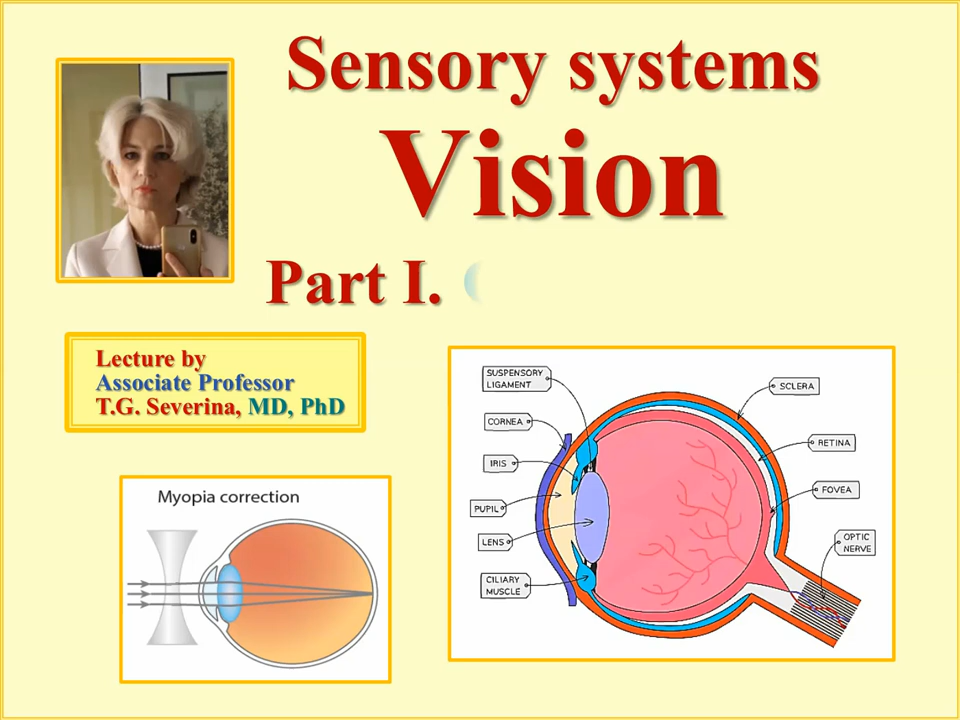 Sensory systems
Vision
Part I.
Lecture by
Associate Professor
T.G. Severina, MD, PhD
Myopia correction
SUSPENSORY
LIGAMENT
CORNEA
IRIS
PUPIL
LENS
CILIARY
MUSCLE
SCLERA
RETINA
FOVEA
OPTIC
NERVE